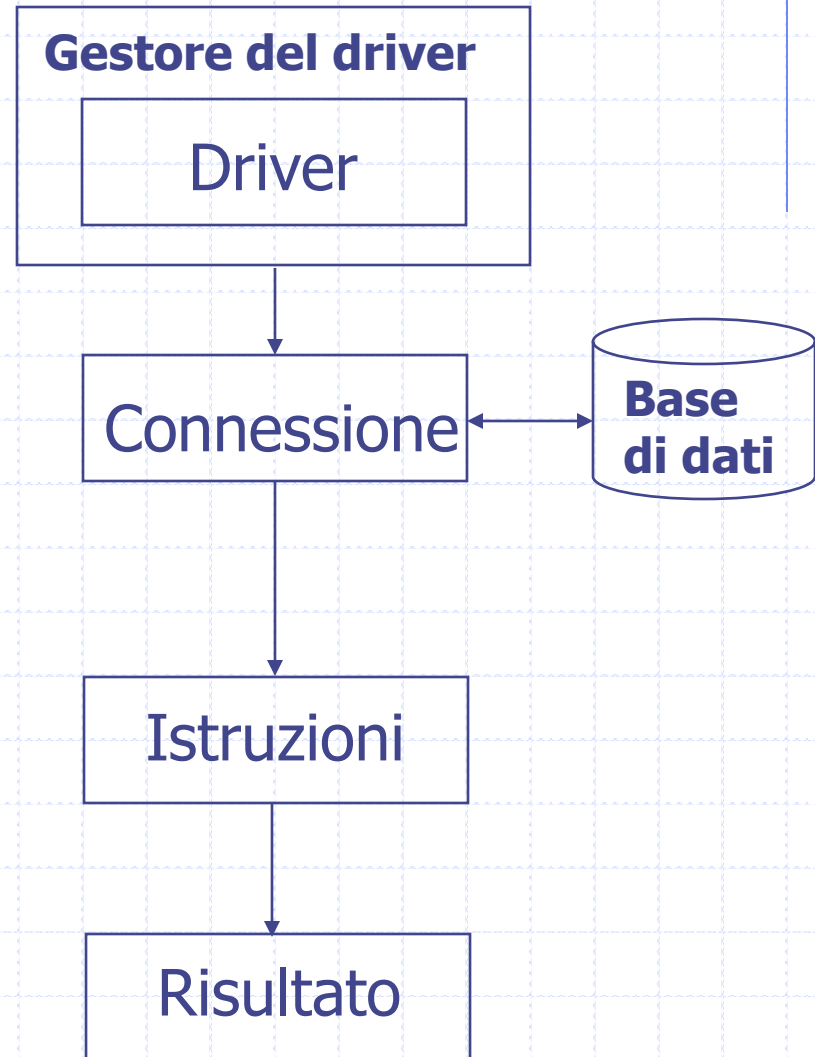 Gestore del driver
Driver
Connessione
Base
di dati
Istruzioni
Risultato